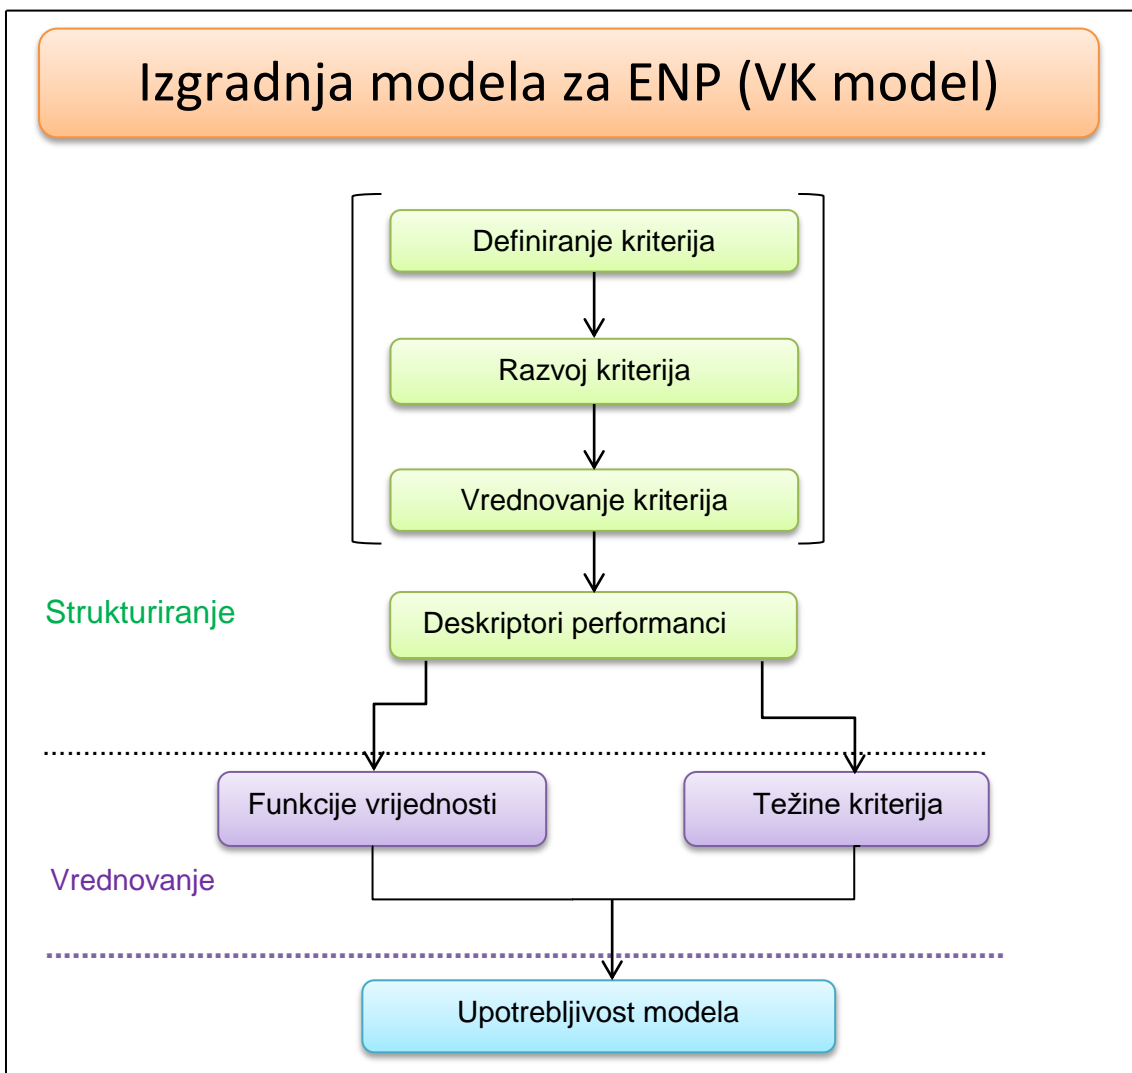 Izgradnja modela za ENP (VK model)
Definiranje kriterija
Razvoj kriterija
Vrednovanje kriterija
Strukturiranje
Deskriptori performanci
Funkcije vrijednosti
Težine kriterija
Vrednovanje
Upotrebljivost modela